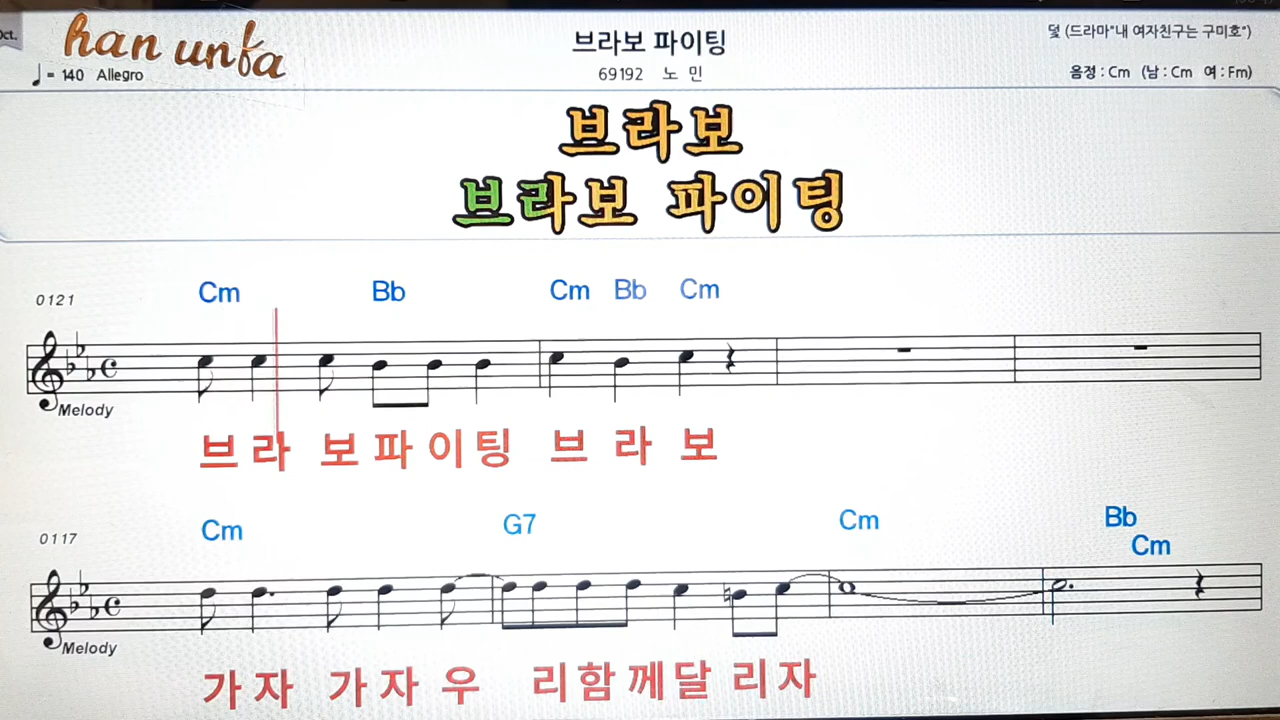 Oct.
han unfa
브라보 파이팅
덫 (드라마"내 여자친구는 구미호")
♩= 140 Allegro
69192 노 민
음정 : Cm (남 : Cm 여 : Fm)
브라보
브라보 파이팅
0121
Cm Bb Cm Bb Cm
Melody
브 라 보 파 이 팅 브 라 보
0117
Cm G7 Cm Bb
Cm
Melody
가 자 가 자 우 리 함 께 달 리 자